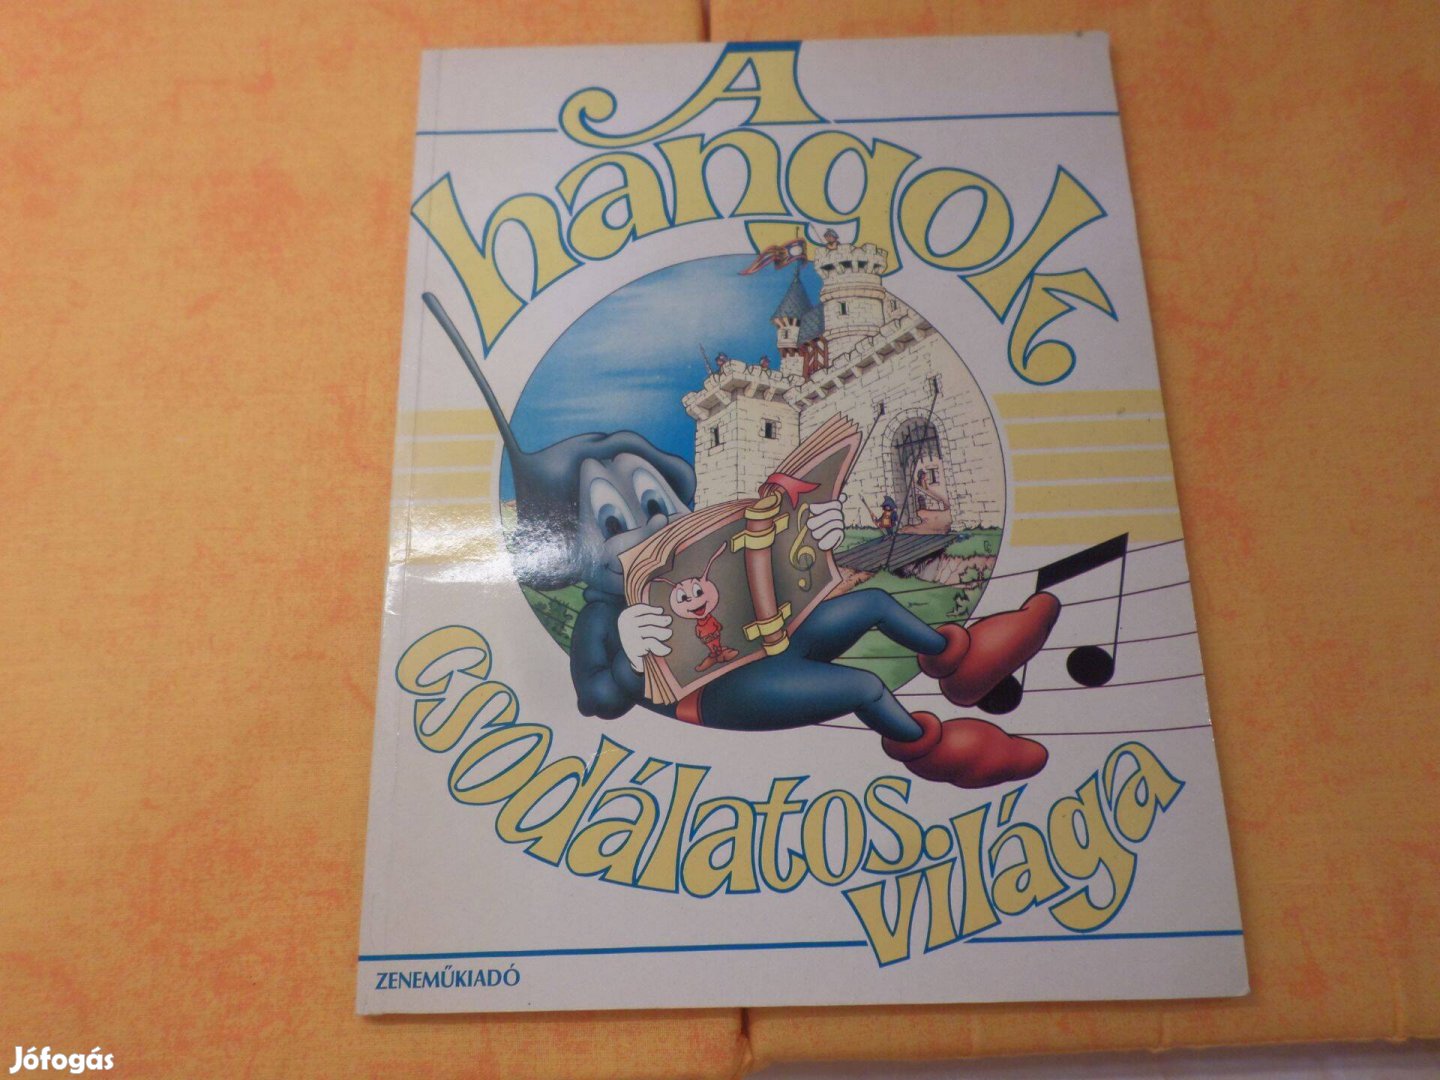 A
hangok
csodálatos
világa
ZENEMŰKIADÓ
Jófogás